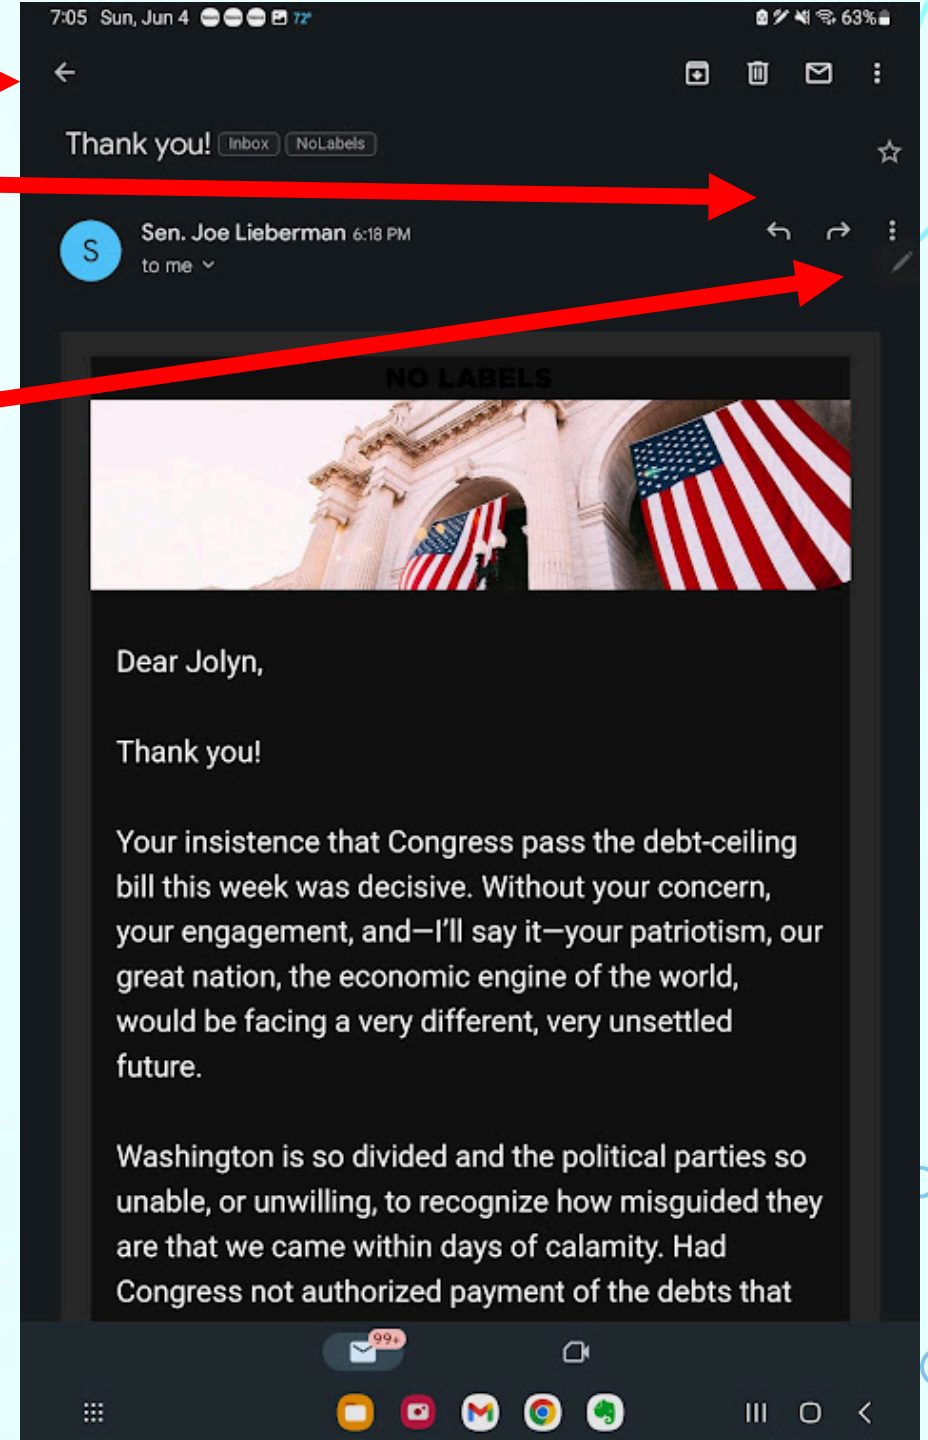 7:05 Sun, Jun 4 72° 63%
Thank you! Inbox NoLabels
Sen. Joe Lieberman 6:18 PM
S
to me
NO LABELS
Dear Jolyn,
Thank you!
Your insistence that Congress pass the debt-ceiling
bill this week was decisive. Without your concern,
your engagement, and—I'll say it—your patriotism, our
great nation, the economic engine of the world,
would be facing a very different, very unsettled
future.
Washington is so divided and the political parties so
unable, or unwilling, to recognize how misguided they
are that we came within days of calamity. Had
Congress not authorized payment of the debts that
99+